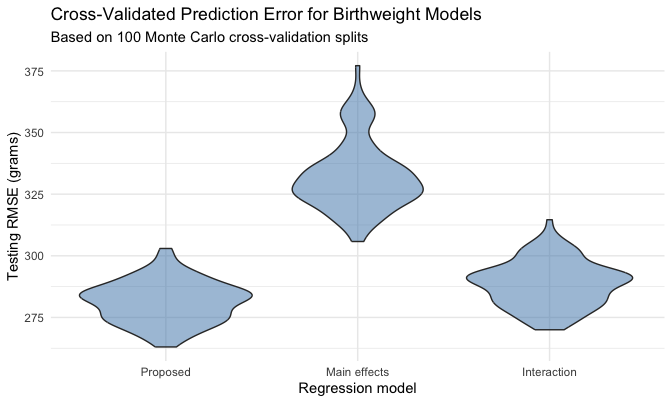 Cross-Validated Prediction Error for Birthweight Models
Based on 100 Monte Carlo cross-validation splits
Testing RMSE (grams)
375
350
325
300
275
Proposed
Main effects
Interaction
Regression model